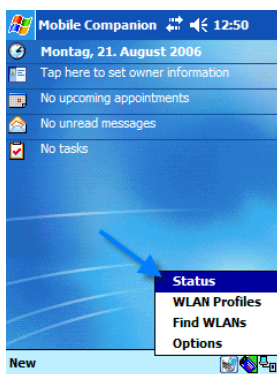 Mobile Companion 12:50
Montag, 21. August 2006
Tap here to set owner information
No upcoming appointments
No unread messages
No tasks
Status
WLAN Profiles
Find WLANs
Options
New